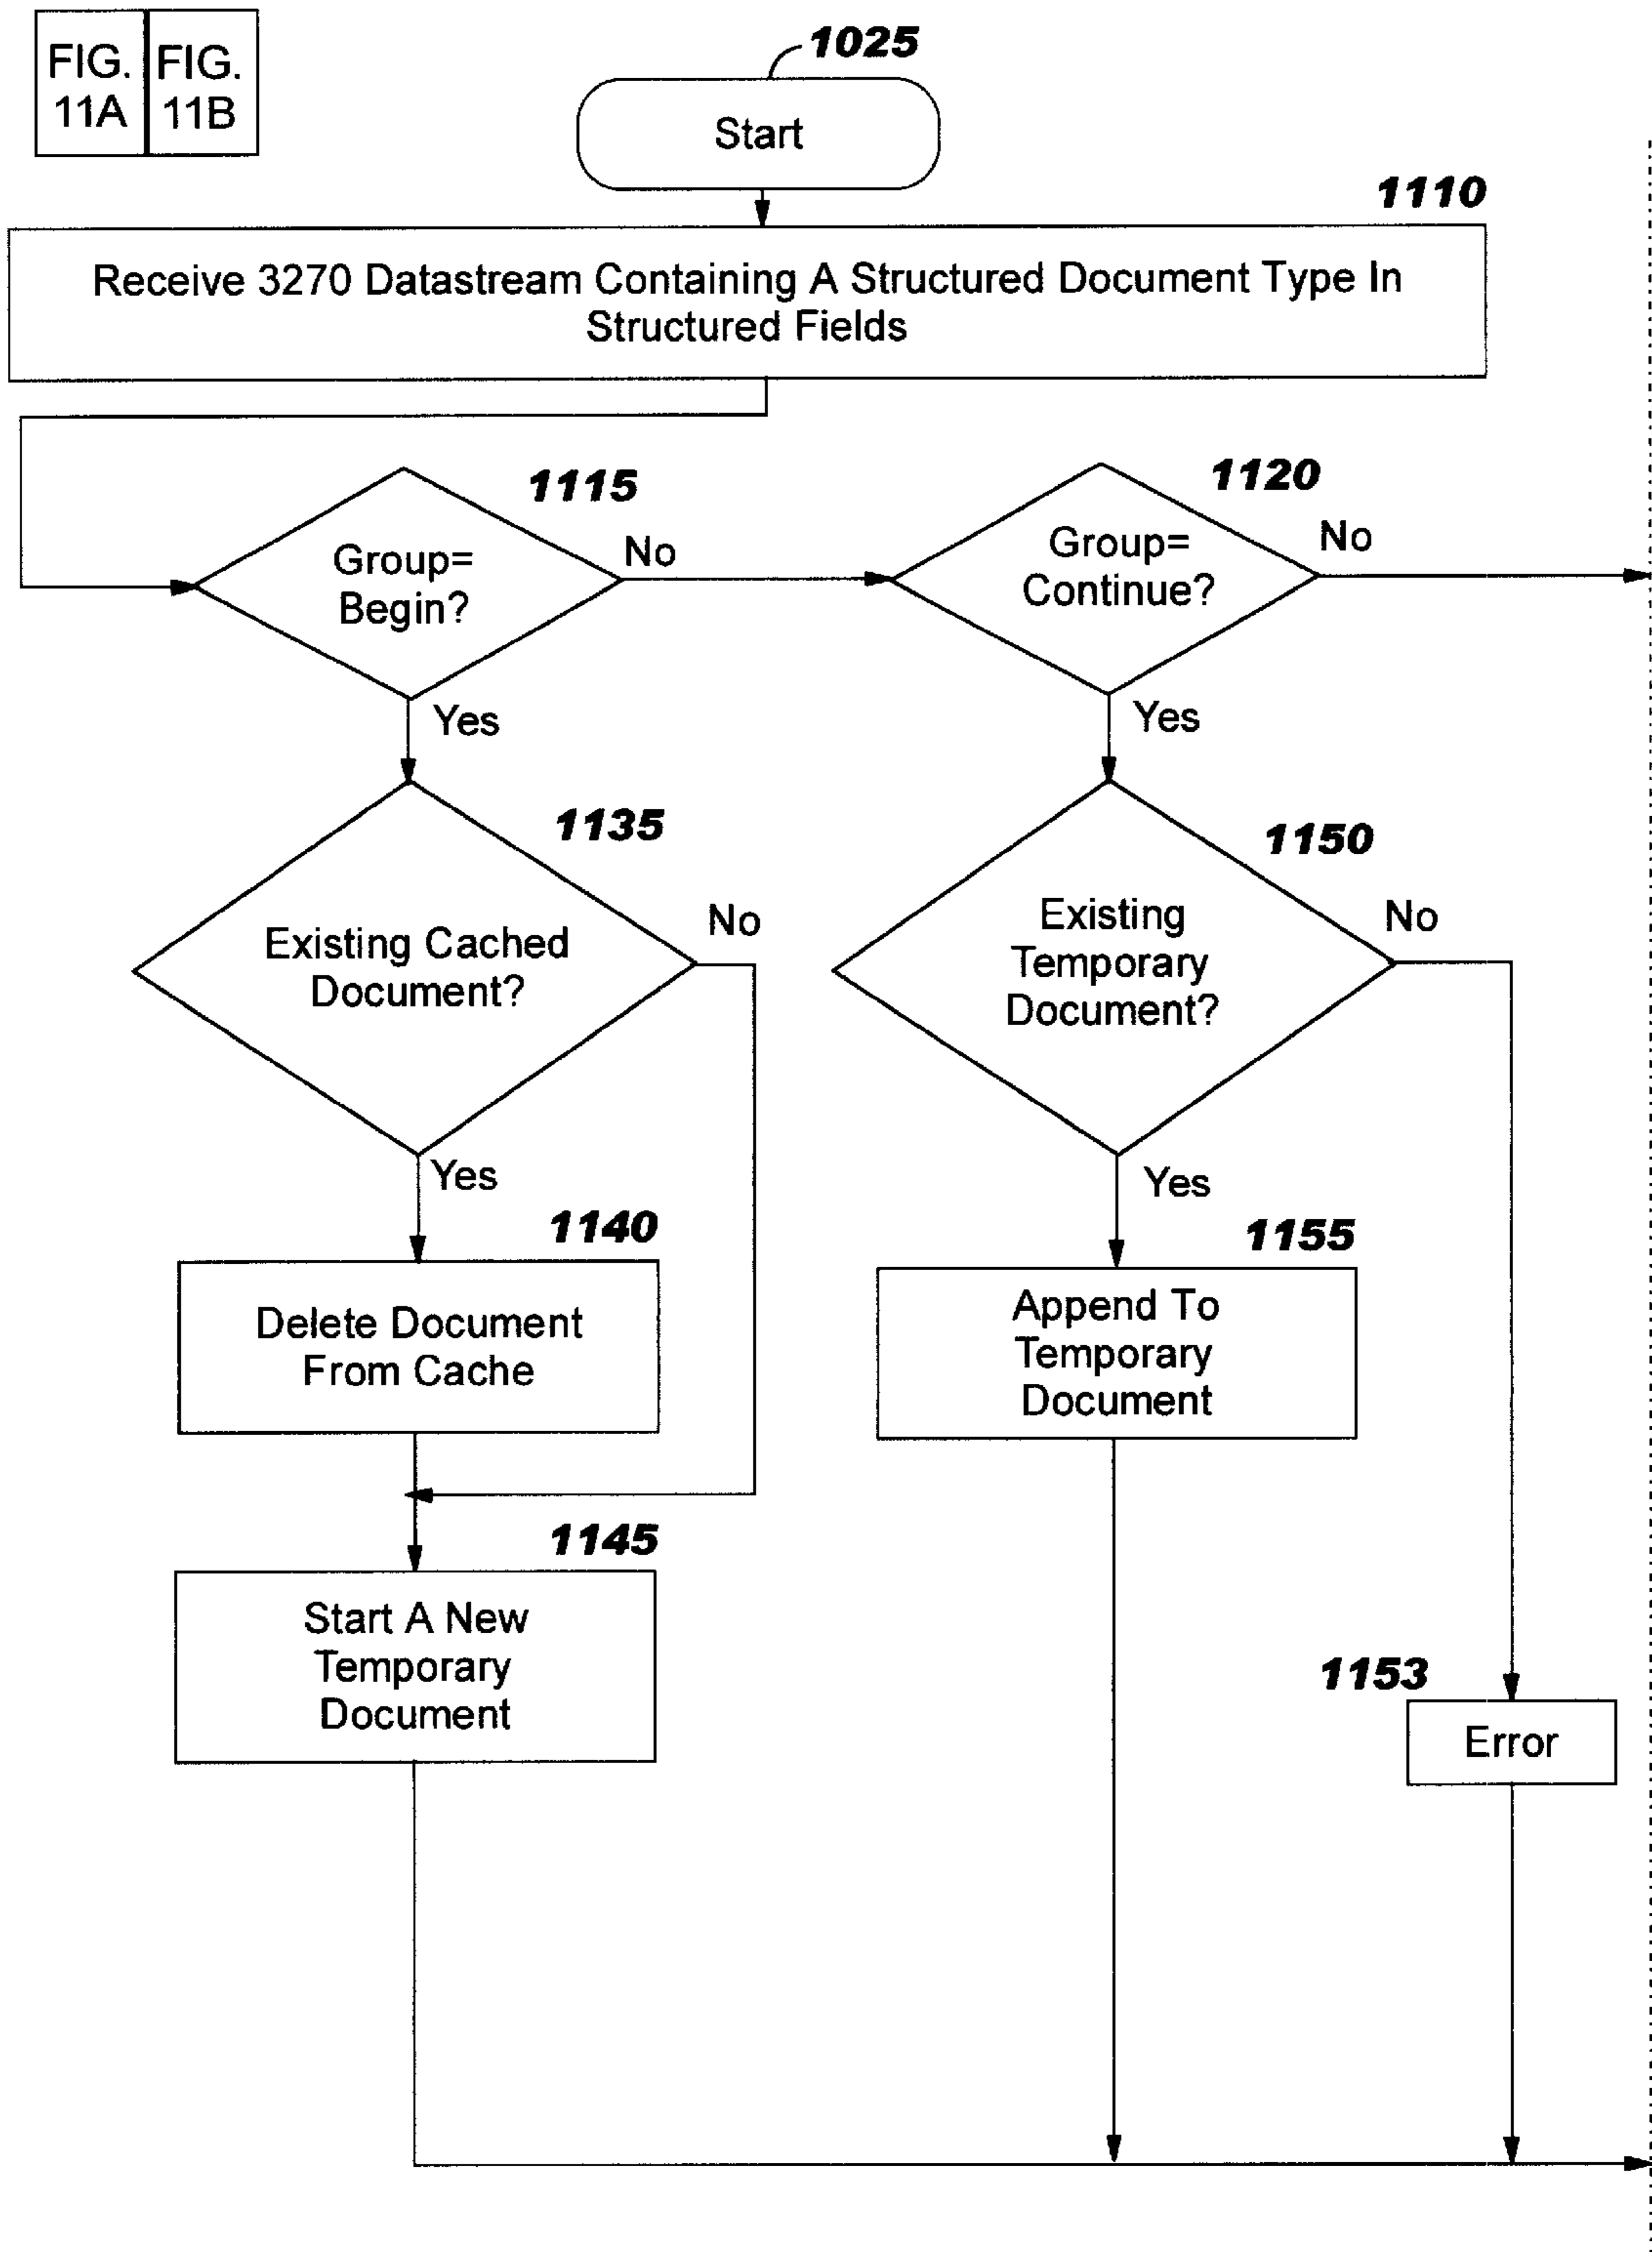 FIG.
11A
FIG.
11B
1025
Start
1110
Receive 3270 Datastream Containing A Structured Document Type In
Structured Fields
1115
Group=
Begin?
No
Yes
1120
Group=
Continue?
No
Yes
1135
Existing Cached
Document?
No
Yes
1150
Existing
Temporary
Document?
No
Yes
1140
Delete Document
From Cache
1155
Append To
Temporary
Document
1145
Start A New
Temporary
Document
1153
Error